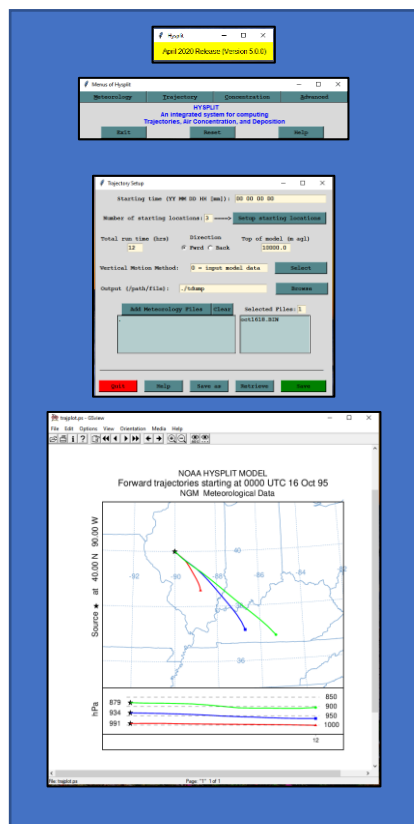 Hysplit
April 2020 Release (Version 5.0.0)
Menus of Hysplit
Meteorology Trajectory Concentration Advanced
HYSPLIT
An integrated system for computing
Trajectories, Air Concentration, and Deposition
Exit Reset Help
Trajectory Setup
Starting time (YY MM DD HH [mm]): 00 00 00 00
Number of starting locations: 3 ===> Setup starting locations
Total run time (hrs) Direction Top of model (m agl)
12 Fwrd Back 10000.0
Vertical Motion Method: 0 = input model data Select
Output (/path/file): ./tdump Browse
Add Meteorology Files Clear Selected Files: 1
. oct1618.BIN
Quit Help Save as Retrieve Save
trajplot.ps - GSview
File Edit Options View Orientation Media Help
NOAA HYSPLIT MODEL
Forward trajectories starting at 0000 UTC 16 Oct 95
NGM Meteorological Data
Source ★ at 40.00 N 90.00 W
40
-92 -90 -88 -86 -84 -82
38
36
hPa
879 934 991
850
900
950
1000
12
File: trajplot.ps Page: "1" 1 of 1